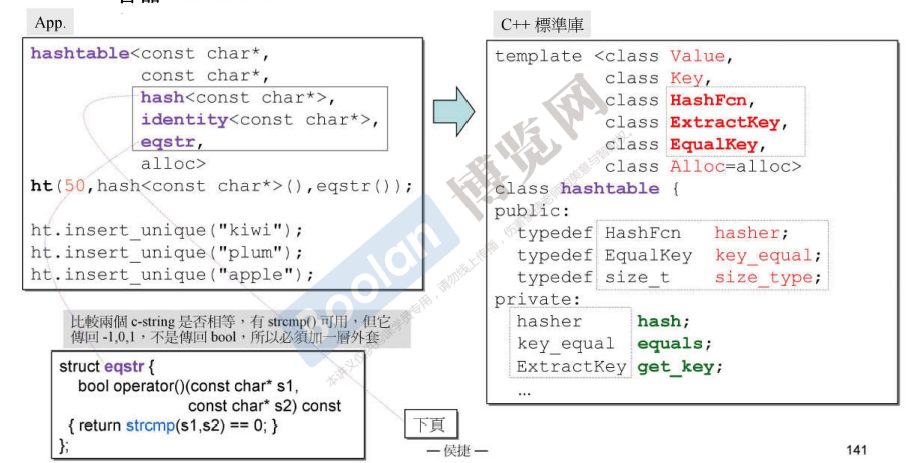 App.
hashtable<const char*,
const char*,
hash<const char*>,
identity<const char*>,
eqstr,
alloc>
ht(50,hash<const char*>(),eqstr());
ht.insert_unique("kiwi");
ht.insert_unique("plum");
ht.insert_unique("apple");
比較兩個 c-string 是否相等,有 strcmp() 可用,但它
傳回 -1,0,1,不是傳回 bool,所以必須加一層外套
struct eqstr {
bool operator()(const char* s1,
const char* s2) const
{ return strcmp(s1,s2) == 0; }
};
C++ 標準庫
template <class Value,
class Key,
class HashFcn,
class ExtractKey,
class EqualKey,
class Alloc=alloc>
class hashtable {
public:
typedef HashFcn hasher;
typedef EqualKey key_equal;
typedef size_t size_type;
private:
hasher hash;
key_equal equals;
ExtractKey get_key;
...
下頁
— 侯捷 —
141
Boolan 博览网